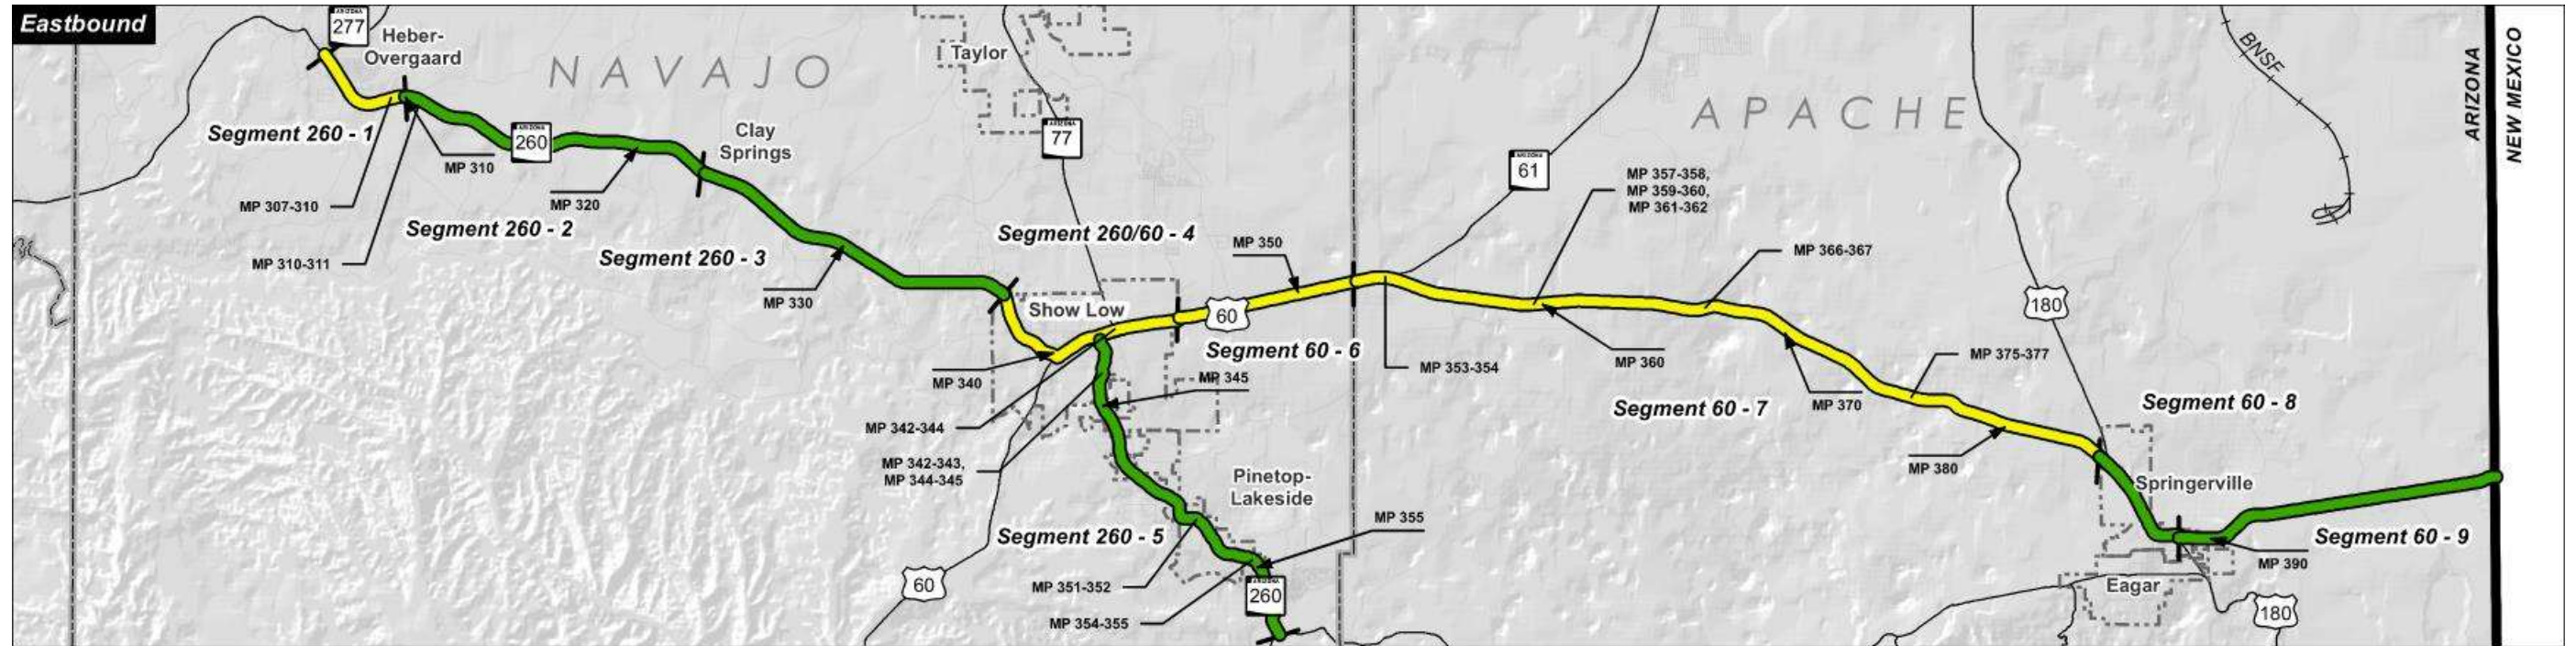 Eastbound
ARIZONA
277
Heber-
Overgaard
NAVAJO
Taylor
ARIZONA
77
Segment 260 - 1
ARIZONA
260
Clay
Springs
MP 310
MP 307-310
MP 320
Segment 260 - 2
MP 310-311
Segment 260 - 3
MP 330
Segment 260/60 - 4
MP 350
Show Low
60
Segment 60 - 6
MP 340
MP 345
MP 342-344
MP 342-343,
MP 344-345
Pinetop-
Lakeside
Segment 260 - 5
MP 355
MP 351-352
MP 354-355
ARIZONA
260
60
APACHE
ARIZONA
61
MP 357-358,
MP 359-360,
MP 361-362
MP 366-367
MP 353-354
MP 360
Segment 60 - 7
MP 370
MP 375-377
MP 380
180
BNSF
ARIZONA
NEW MEXICO
Segment 60 - 8
Springerville
Segment 60 - 9
MP 390
Eagar
180